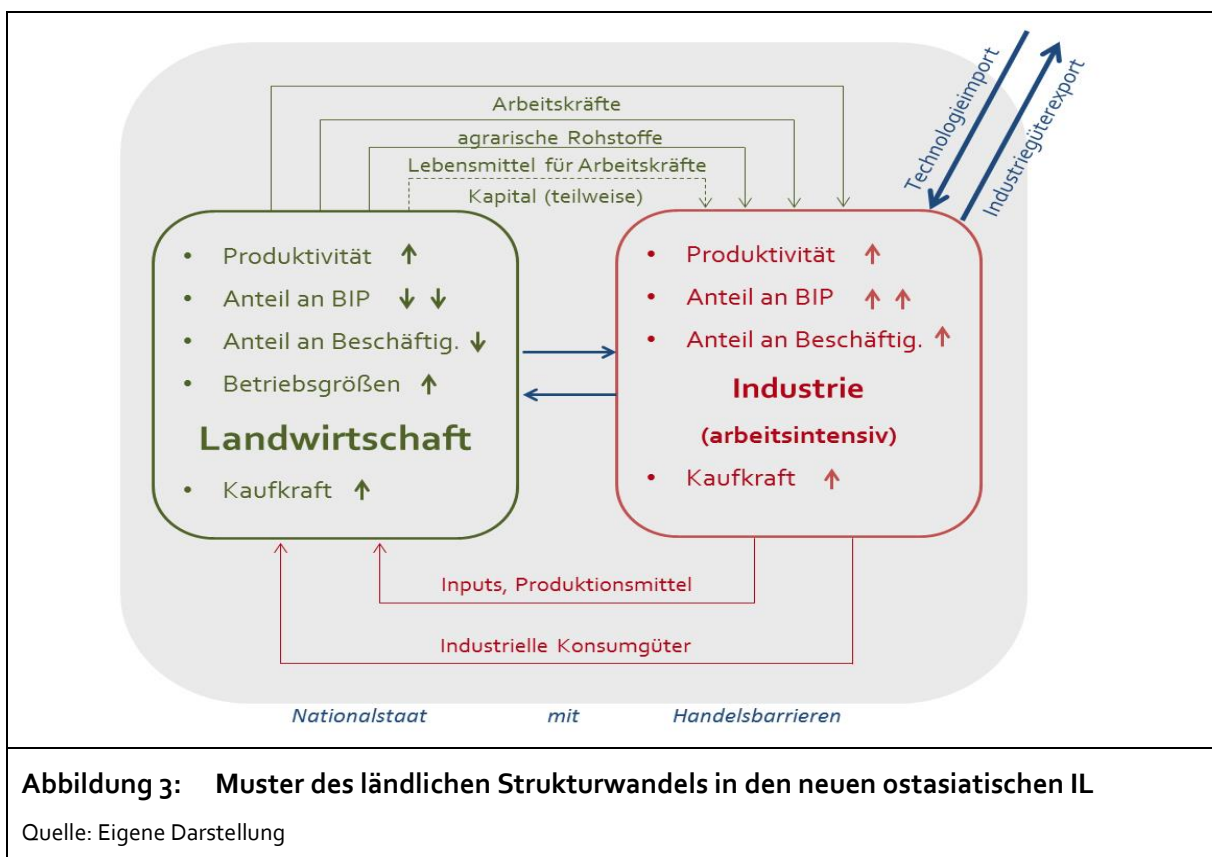 Technologieimport
Industriegüterexport
Arbeitskräfte
agrarische Rohstoffe
Lebensmittel für Arbeitskräfte
Kapital (teilweise)
• Produktivität ↑
• Anteil an BIP ↓ ↓
• Anteil an Beschäftig. ↓
• Betriebsgrößen ↑
Landwirtschaft
• Kaufkraft ↑
• Produktivität ↑
• Anteil an BIP ↑ ↑
• Anteil an Beschäftig. ↑
Industrie
(arbeitsintensiv)
• Kaufkraft ↑
Inputs, Produktionsmittel
Industrielle Konsumgüter
Nationalstaat mit Handelsbarrieren
Abbildung 3: Muster des ländlichen Strukturwandels in den neuen ostasiatischen IL
Quelle: Eigene Darstellung